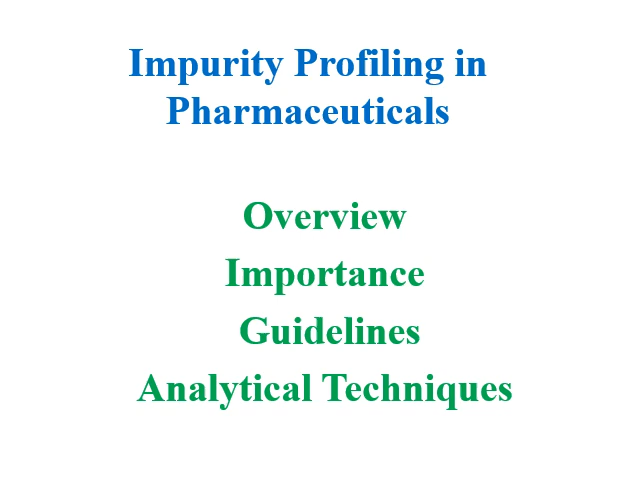 Impurity Profiling in
Pharmaceuticals
Overview
Importance
Guidelines
Analytical Techniques